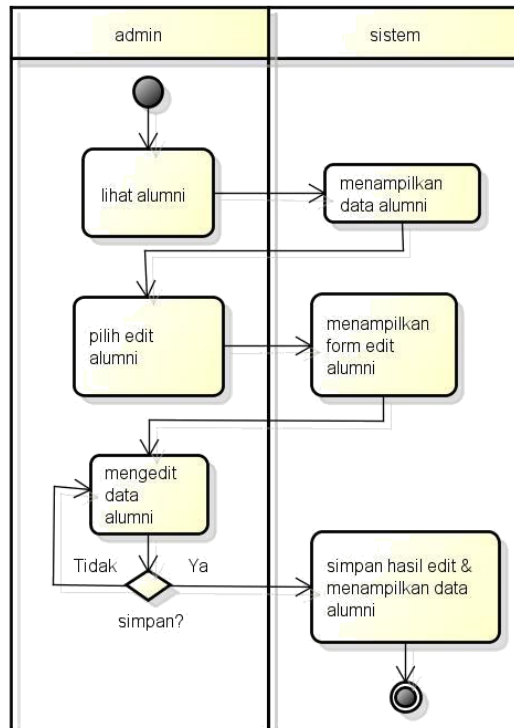 admin
sistem
lihat alumni
menampilkan
data alumni
pilih edit
alumni
menampilkan
form edit
alumni
mengedit
data
alumni
Tidak
Ya
simpan?
simpan hasil edit &
menampilkan data
alumni